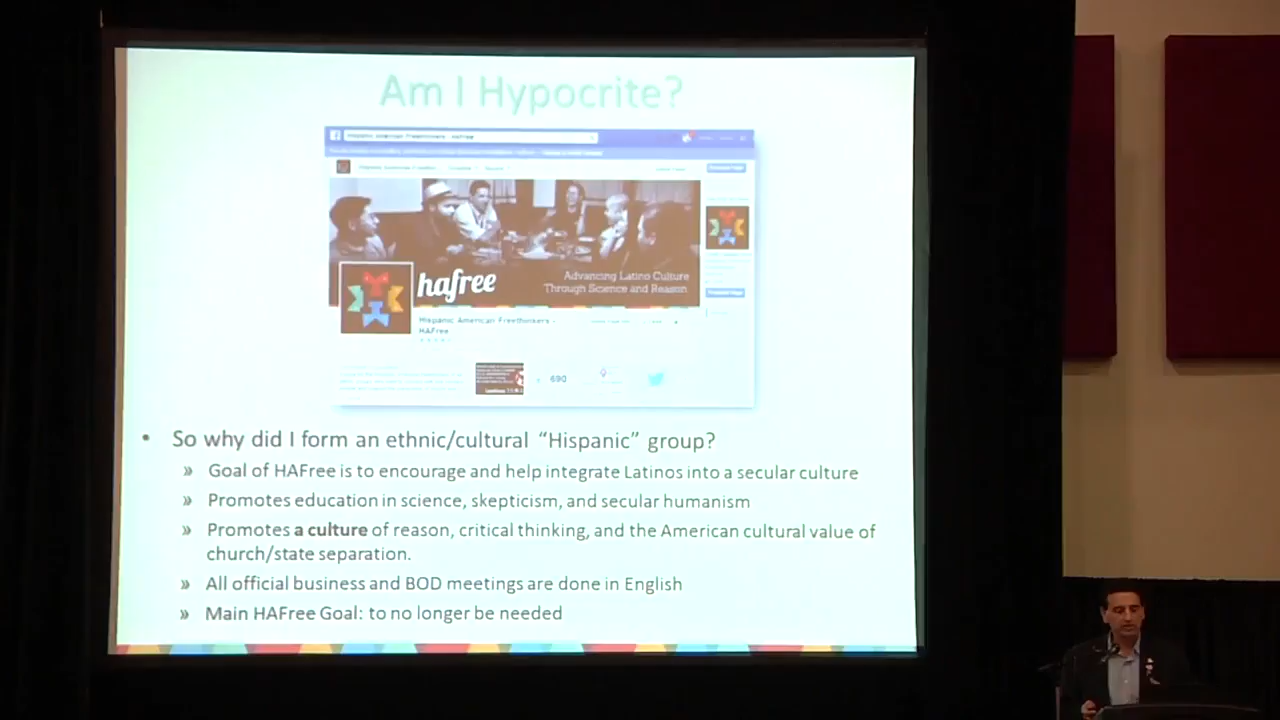 Am I Hypocrite?
Hispanic American Freethinkers - HAFree
hafree
Advancing Latino Culture
Through Science and Reason
Hispanic American Freethinkers -
HAFree
690
• So why did I form an ethnic/cultural “Hispanic” group?
» Goal of HAFree is to encourage and help integrate Latinos into a secular culture
» Promotes education in science, skepticism, and secular humanism
» Promotes a culture of reason, critical thinking, and the American cultural value of
church/state separation.
» All official business and BOD meetings are done in English
» Main HAFree Goal: to no longer be needed